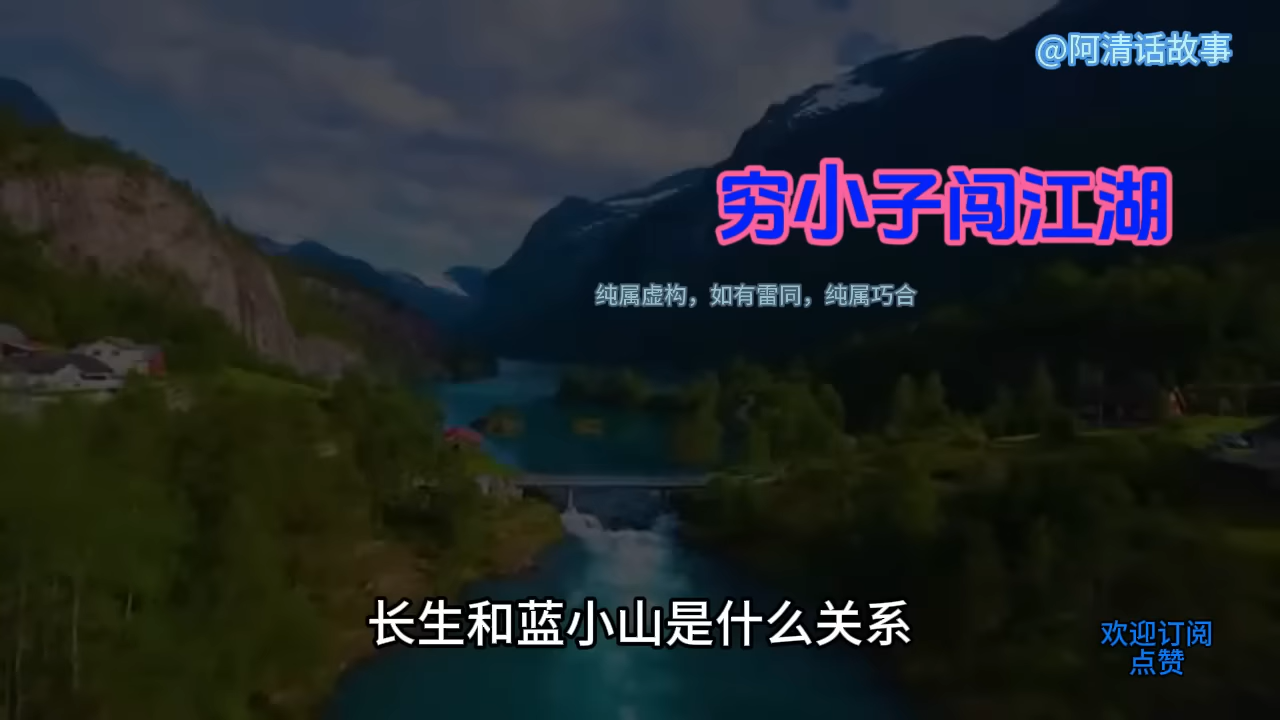 @阿清话故事
穷小子闯江湖
纯属虚构，如有雷同，纯属巧合
长生和蓝小山是什么关系
欢迎订阅
点赞